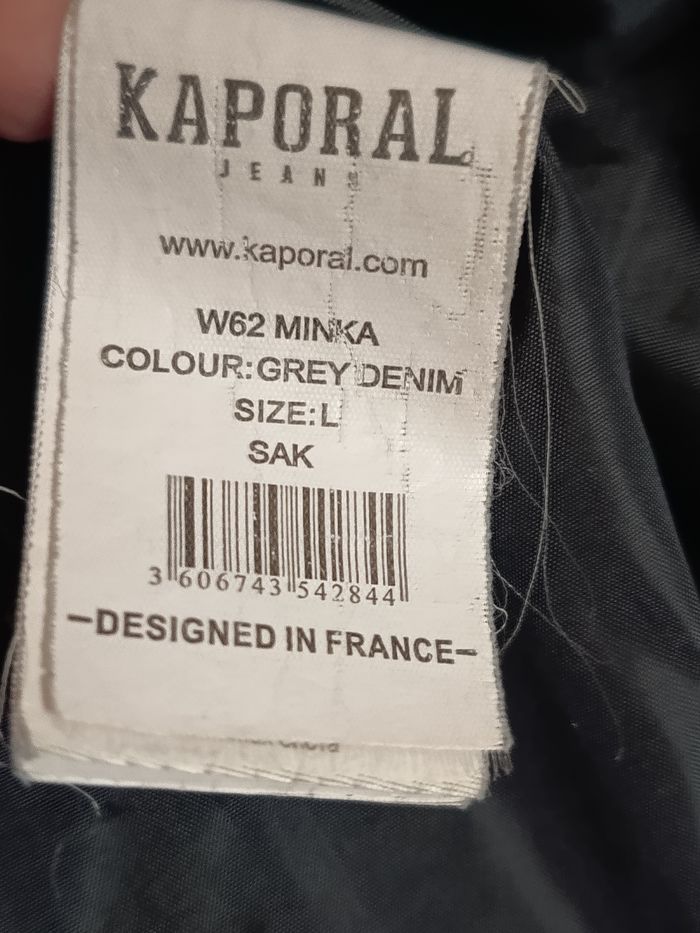 KAPORAL
JEANS
www.kaporal.com
W62 MINKA
COLOUR:GREY DENIM
SIZE:L
SAK
3 606743 542844
-DESIGNED IN FRANCE-